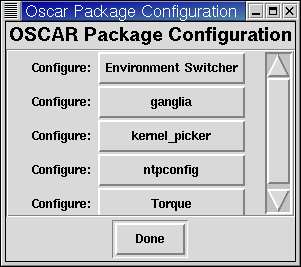 Oscar Package Configuration
OSCAR Package Configuration
Configure: Environment Switcher
Configure: ganglia
Configure: kernel_picker
Configure: ntpconfig
Configure: Torque
Done